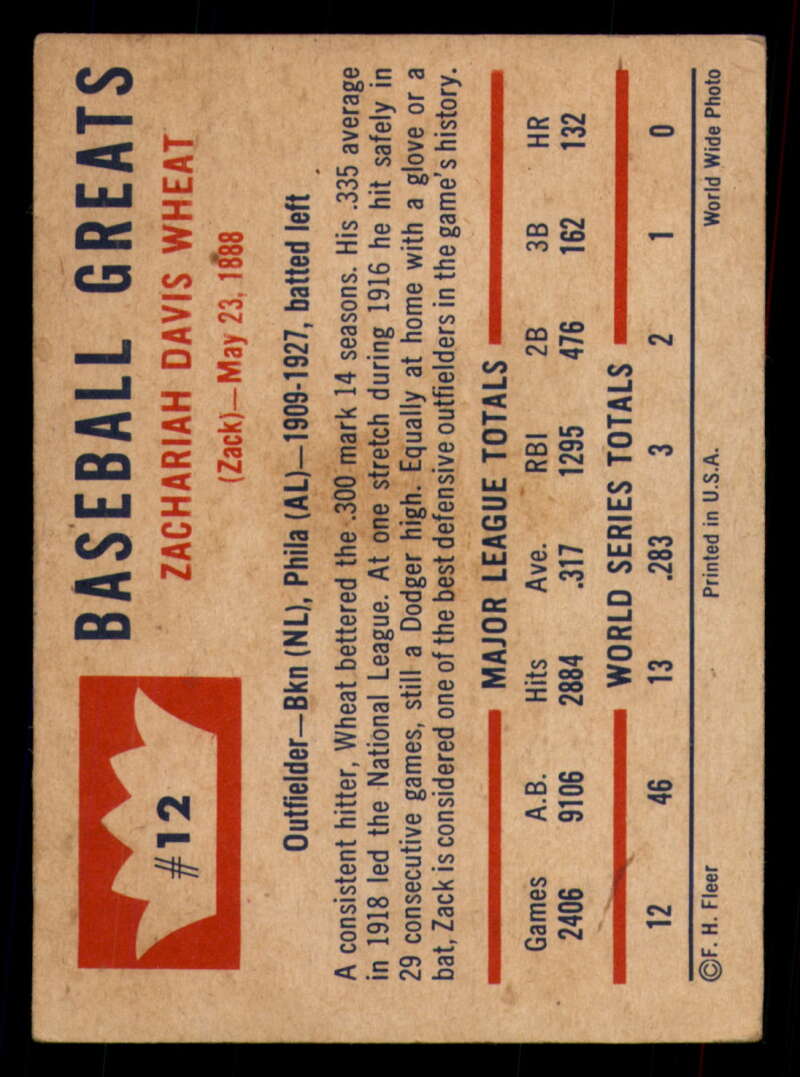 #12
BASEBALL GREATS
ZACHARIAH DAVIS WHEAT
(Zack)—May 23, 1888
Outfielder—Bkn (NL), Phila (AL)—1909-1927, batted left
A consistent hitter, Wheat bettered the .300 mark 14 seasons. His .335 average
in 1918 led the National League. At one stretch during 1916 he hit safely in
29 consecutive games, still a Dodger high. Equally at home with a glove or a
bat, Zack is considered one of the best defensive outfielders in the game's history.
MAJOR LEAGUE TOTALS
Games A.B. Hits Ave. RBI 2B 3B HR
2406 9106 2884 .317 1295 476 162 132
WORLD SERIES TOTALS
12 46 13 .283 3 2 1 0
©F. H. Fleer Printed in U.S.A. World Wide Photo